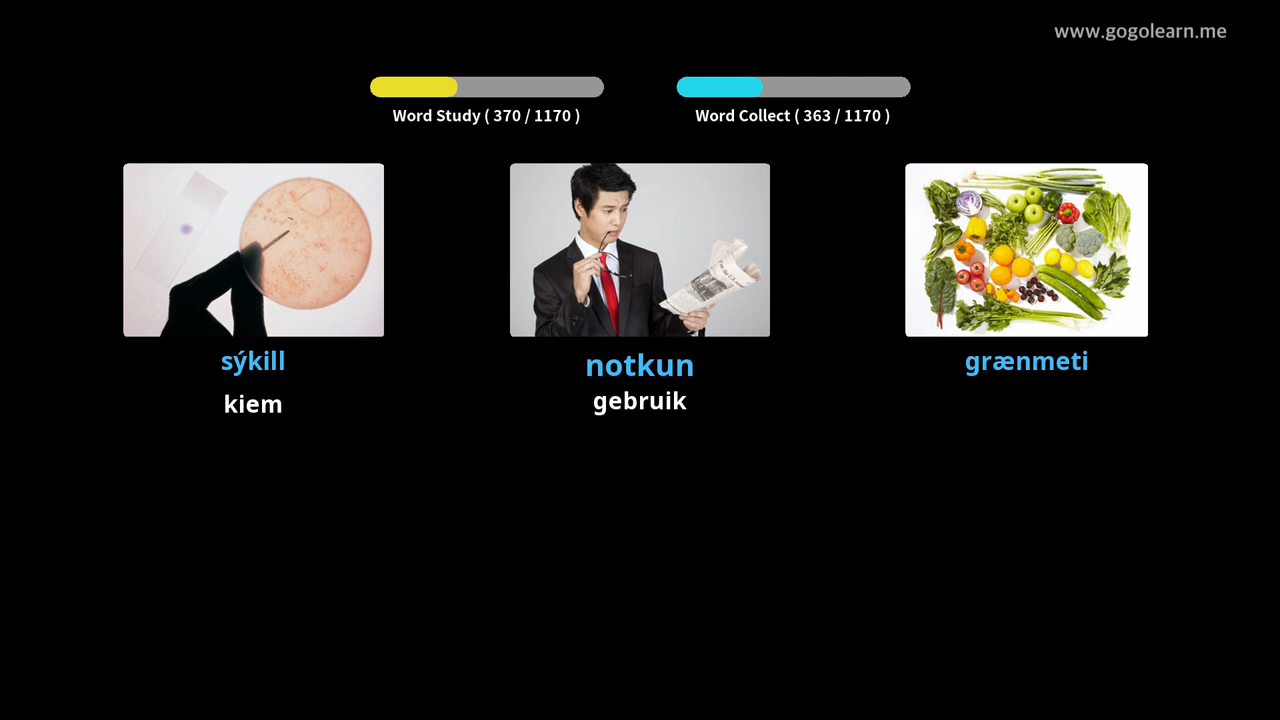 www.gogolearn.me
Word Study ( 370 / 1170 )
Word Collect ( 363 / 1170 )
sýkill
notkun
grænmeti
kiem
gebruik